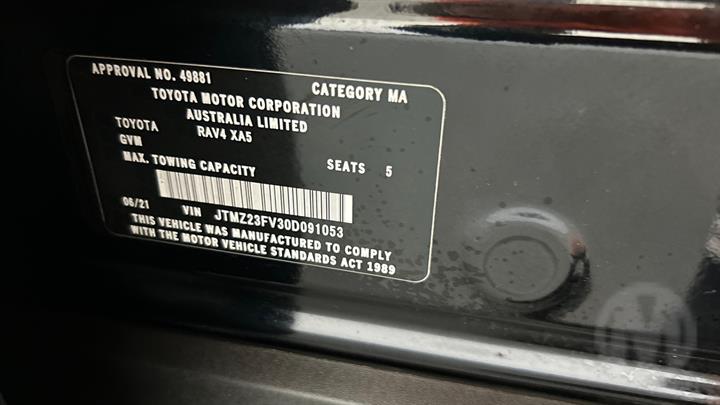 APPROVAL NO. 49881 CATEGORY MA
TOYOTA MOTOR CORPORATION
AUSTRALIA LIMITED
TOYOTA RAV4 XA5
GVM
MAX. TOWING CAPACITY SEATS 5
06/21 VIN JTMZ23FV30D091053
THIS VEHICLE WAS MANUFACTURED TO COMPLY
WITH THE MOTOR VEHICLE STANDARDS ACT 1989
M